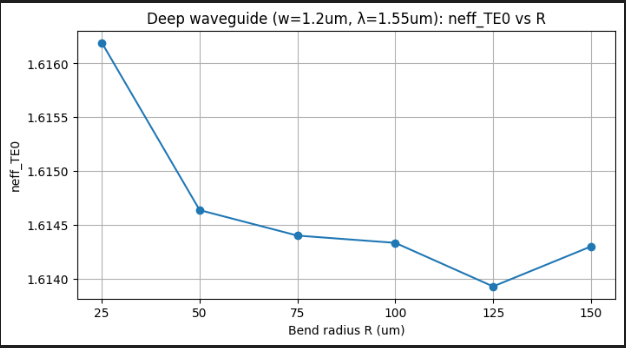 Deep waveguide (w=1.2um, λ=1.55um): neff_TE0 vs R
neff_TE0
1.6160
1.6155
1.6150
1.6145
1.6140
25 50 75 100 125 150
Bend radius R (um)